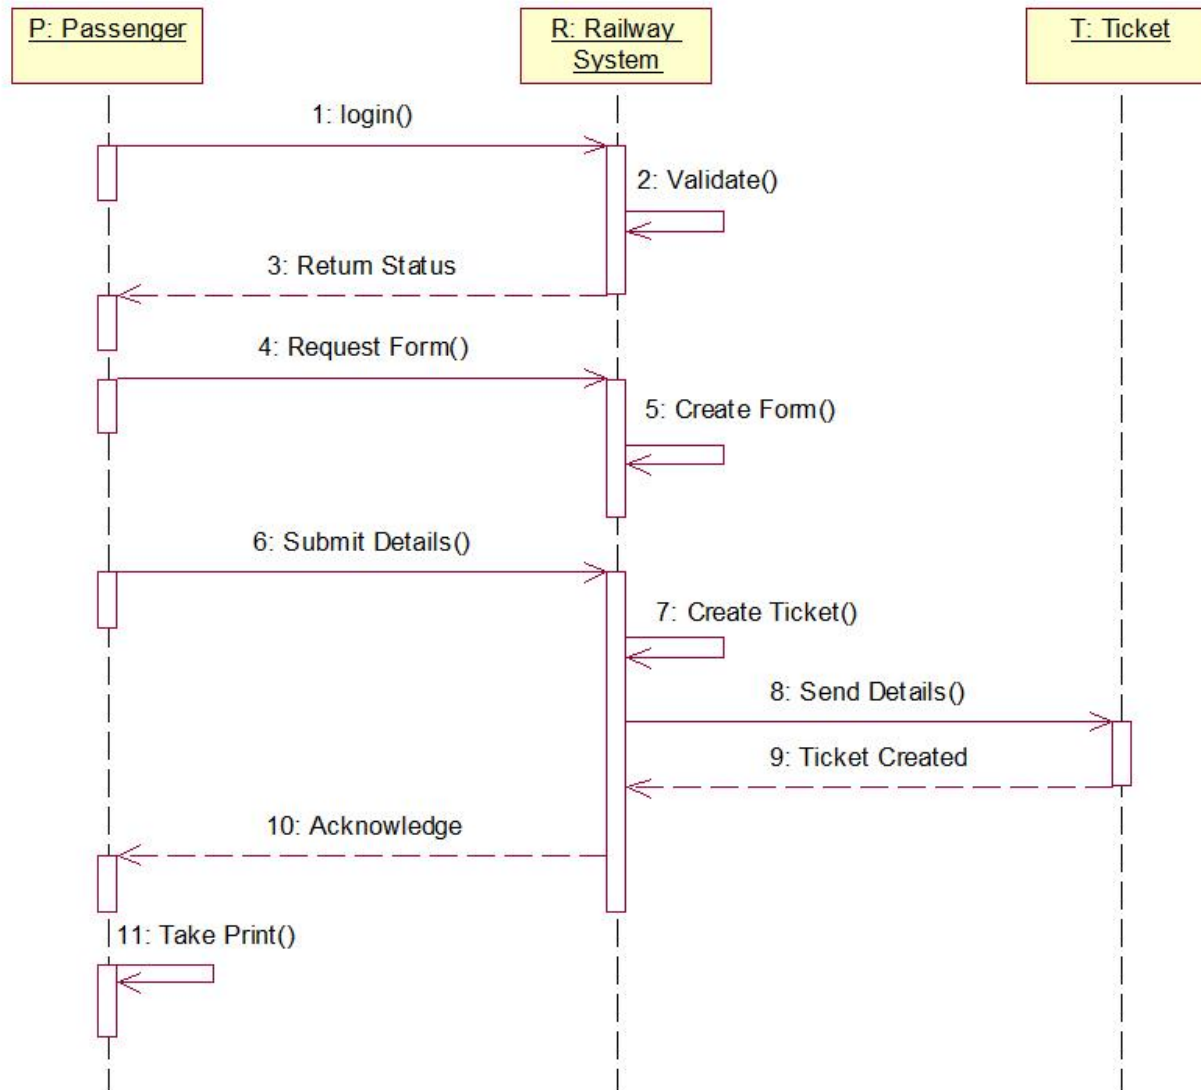 P: Passenger
R: Railway
System
T: Ticket
1: login()
2: Validate()
3: Return Status
4: Request Form()
5: Create Form()
6: Submit Details()
7: Create Ticket()
8: Send Details()
9: Ticket Created
10: Acknowledge
11: Take Print()